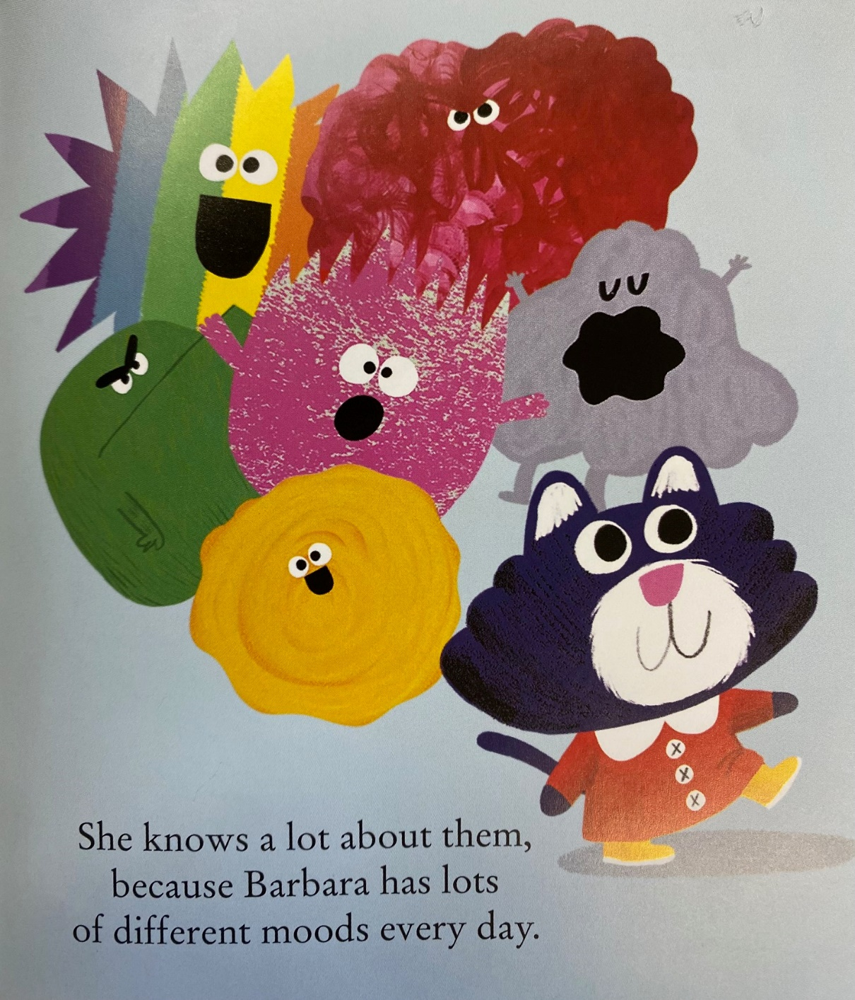 She knows a lot about them,
because Barbara has lots
of different moods every day.